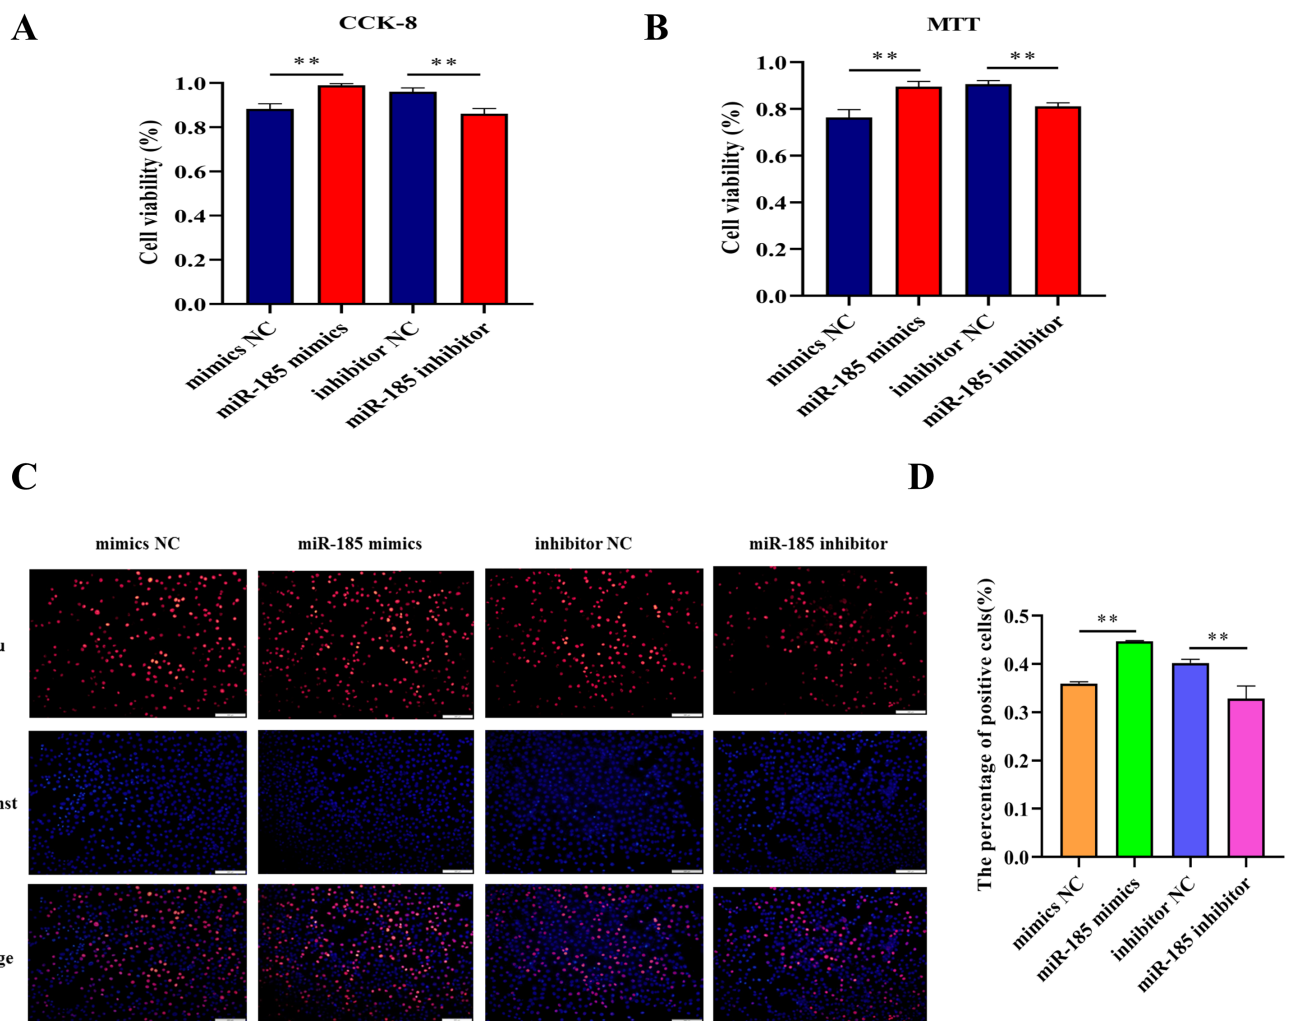 A
CCK-8
**
**
Cell viability (%)
1.0
0.8
0.6
0.4
0.2
0.0
mimics NC
miR-185 mimics
inhibitor NC
miR-185 inhibitor
B
MTT
**
**
Cell viability (%)
1.0
0.8
0.6
0.4
0.2
0.0
mimics NC
miR-185 mimics
inhibitor NC
miR-185 inhibitor
C
mimics NC
miR-185 mimics
inhibitor NC
miR-185 inhibitor
u
nst
ge
D
**
**
The percentage of positive cells(%)
0.5
0.4
0.3
0.2
0.1
0.0
mimics NC
miR-185 mimics
inhibitor NC
miR-185 inhibitor